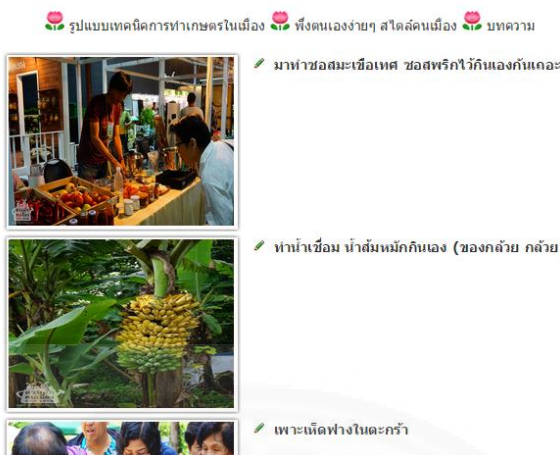 รูปแบบเทคนิคการทำเกษตรในเมือง พึ่งตนเองง่ายๆ สไตล์คนเมือง บทความ
มาทำซอสมะเขือเทศ ซอสพริกไว้กินเองกันเถอะ
ทำน้ำเชื่อม น้ำส้มหมักกินเอง (ของกล้วย กล้วย
เพาะเห็ดฟางในตะกร้า